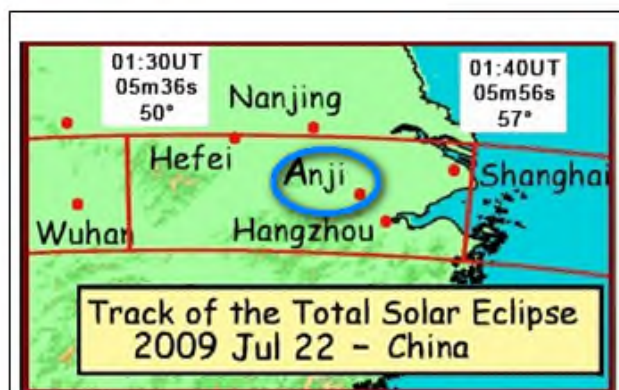 01:30UT
05m36s
50°
01:40UT
05m56s
57°
Nanjing
Hefei
Anji
Shanghai
Wuhan
Hangzhou
Track of the Total Solar Eclipse
2009 Jul 22 - China